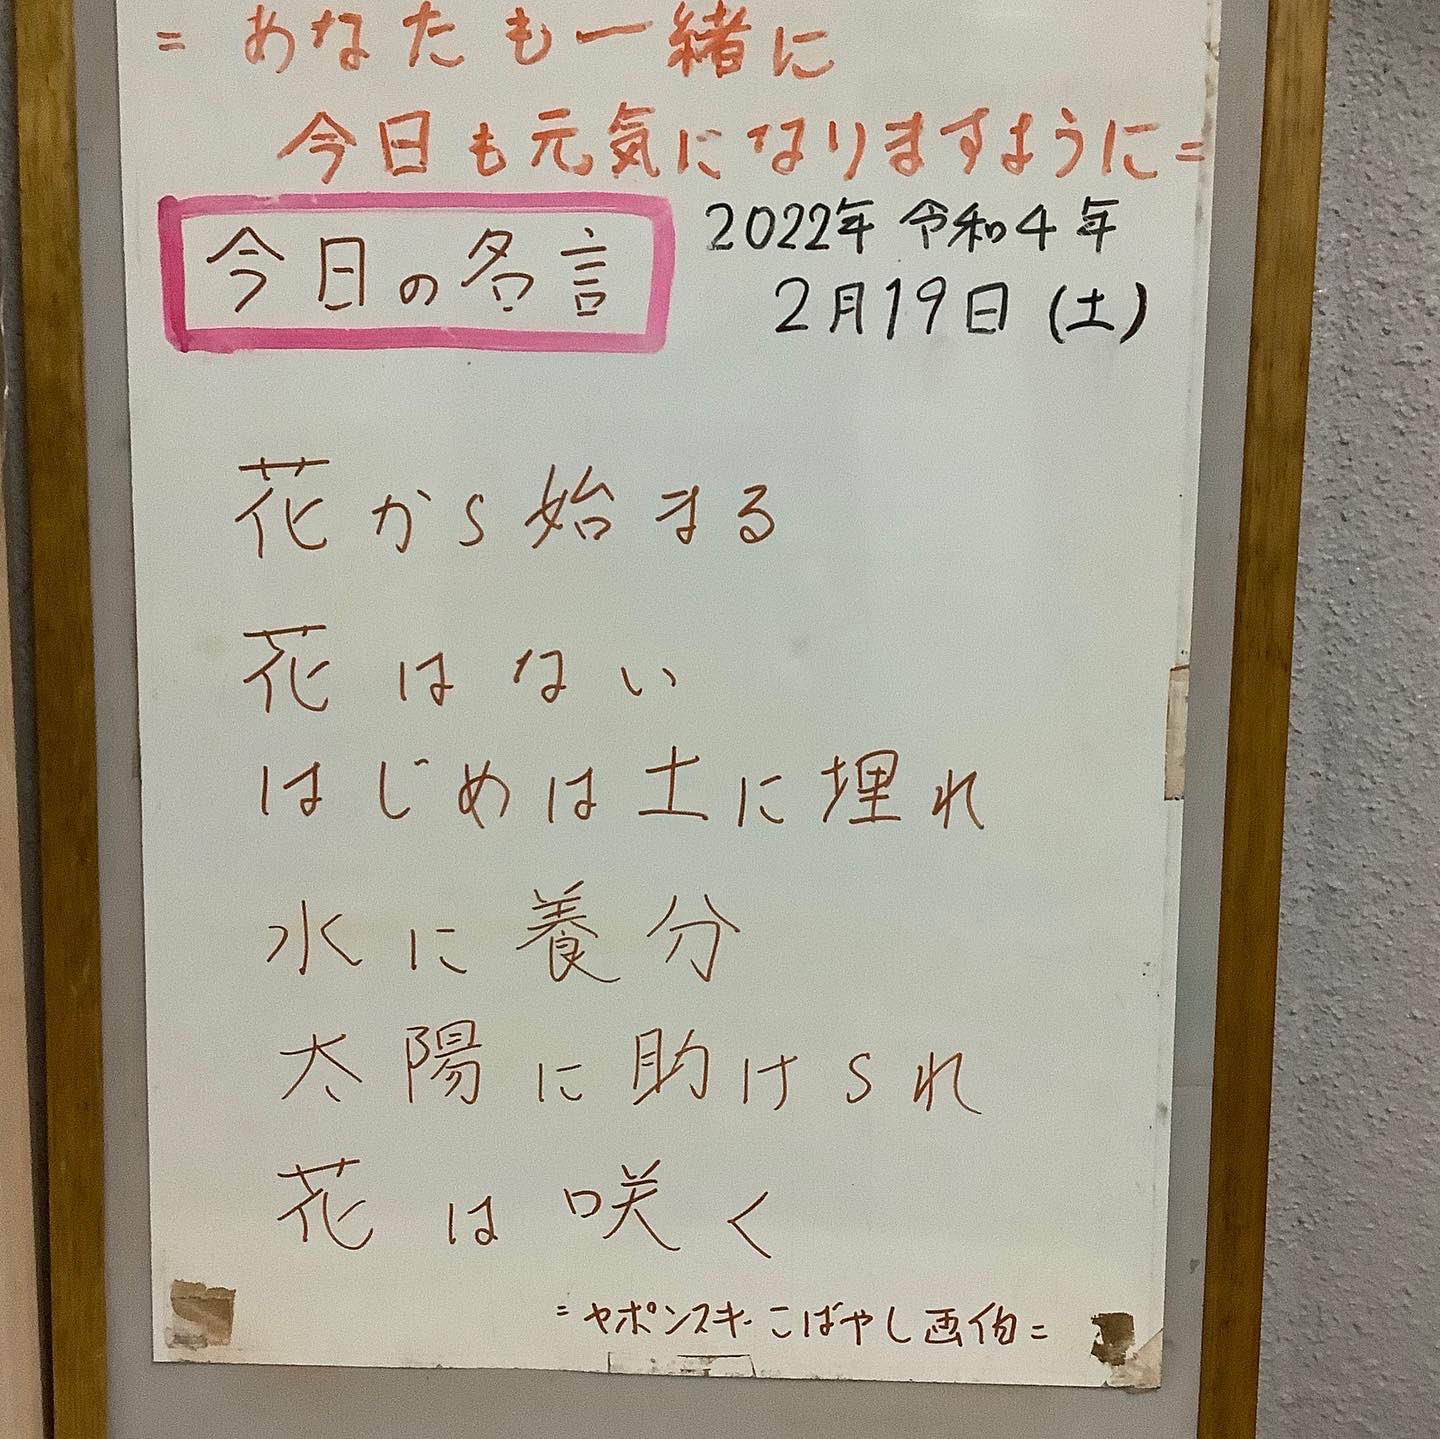 = あなたも一緒に
今日も元気になりますように=
今日の名言
2022年 令和4年
2月19日(土)
花から始まる
花はない
はじめは土に埋れ
水に養分
太陽に助けられ
花は咲く
=ヤポンスキーこばやし画伯=